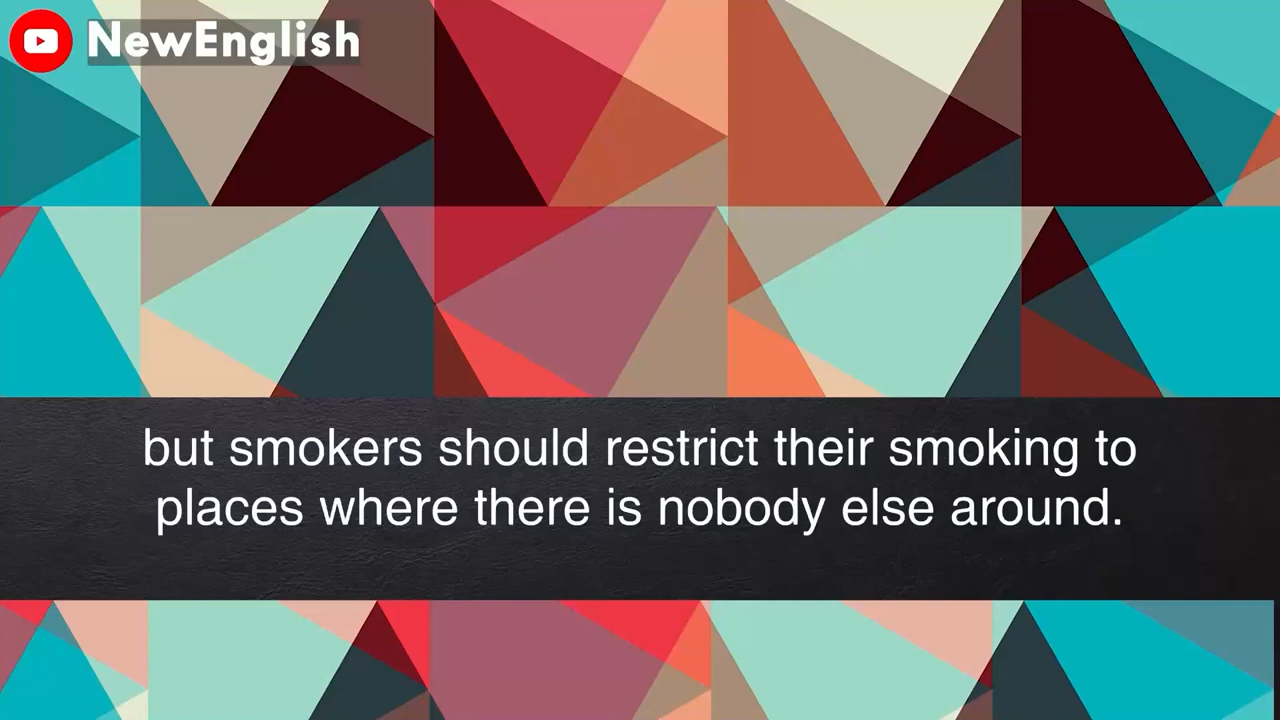 NewEnglish
but smokers should restrict their smoking to
places where there is nobody else around.